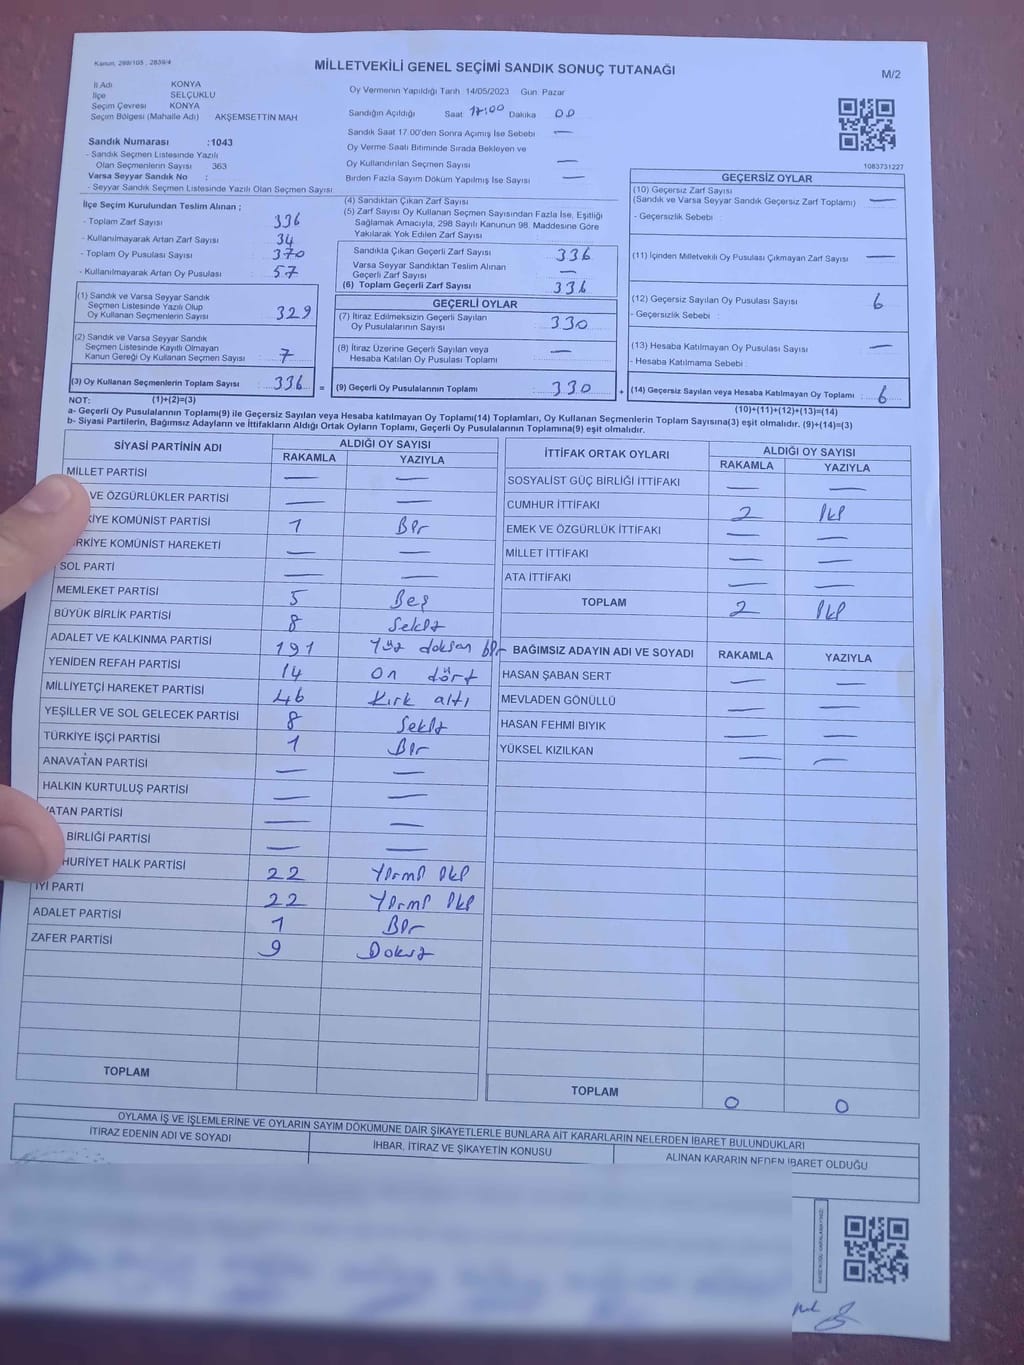 Kanun, 298/105 , 2839/4
MİLLETVEKİLİ GENEL SEÇİMİ SANDIK SONUÇ TUTANAĞI
M/2
İl Adı KONYA
İlçe SELÇUKLU
Seçim Çevresi KONYA
Seçim Bölgesi (Mahalle Adı) AKŞEMSETTİN MAH
Sandık Numarası :1043
- Sandık Seçmen Listesinde Yazılı
Olan Seçmenlerin Sayısı 363
Varsa Seyyar Sandık No :
- Seyyar Sandık Seçmen Listesinde Yazılı Olan Seçmen Sayısı
Oy Vermenin Yapıldığı Tarih 14/05/2023 Gün. Pazar
Sandığın Açıldığı Saat 17:00 Dakika 00
Sandık Saat 17.00'den Sonra Açımış İse Sebebi —
Oy Verme Saati Bitiminde Sırada Bekleyen ve
Oy Kullandırılan Seçmen Sayısı —
Birden Fazla Sayım Döküm Yapılmış İse Sayısı —
1083731227
İlçe Seçim Kurulundan Teslim Alınan ;
- Toplam Zarf Sayısı 336
- Kullanılmayarak Artan Zarf Sayısı 34
- Toplam Oy Pusulası Sayısı 370
- Kullanılmayarak Artan Oy Pusulası 57
(1) Sandık ve Varsa Seyyar Sandık
Seçmen Listesinde Yazılı Olup
Oy Kullanan Seçmenlerin Sayısı 329
(2) Sandık ve Varsa Seyyar Sandık
Seçmen Listesinde Kayıtlı Olmayan
Kanun Gereği Oy Kullanan Seçmen Sayısı 7
(3) Oy Kullanan Seçmenlerin Toplam Sayısı 336 =
(4) Sandıktan Çıkan Zarf Sayısı
(5) Zarf Sayısı Oy Kullanan Seçmen Sayısından Fazla İse, Eşitliği
Sağlamak Amacıyla, 298 Sayılı Kanunun 98. Maddesine Göre
Yakılarak Yok Edilen Zarf Sayısı
Sandıkta Çıkan Geçerli Zarf Sayısı 336
Varsa Seyyar Sandıktan Teslim Alınan
Geçerli Zarf Sayısı —
(6) Toplam Geçerli Zarf Sayısı 336
GEÇERLİ OYLAR
(7) İtiraz Edilmeksizin Geçerli Sayılan
Oy Pusulalarının Sayısı 330
(8) İtiraz Üzerine Geçerli Sayılan veya
Hesaba Katılan Oy Pusulası Toplamı —
(9) Geçerli Oy Pusulalarının Toplamı 330 +
GEÇERSİZ OYLAR
(10) Geçersiz Zarf Sayısı
(Sandık ve Varsa Seyyar Sandık Geçersiz Zarf Toplamı) —
- Geçersizlik Sebebi :
(11) İçinden Milletvekili Oy Pusulası Çıkmayan Zarf Sayısı —
(12) Geçersiz Sayılan Oy Pusulası Sayısı 6
- Geçersizlik Sebebi :
(13) Hesaba Katılmayan Oy Pusulası Sayısı —
- Hesaba Katılmama Sebebi :
(14) Geçersiz Sayılan veya Hesaba Katılmayan Oy Toplamı 6
NOT: (1)+(2)=(3)
(10)+(11)+(12)+(13)=(14)
a- Geçerli Oy Pusulalarının Toplamı(9) ile Geçersiz Sayılan veya Hesaba katılmayan Oy Toplamı(14) Toplamları, Oy Kullanan Seçmenlerin Toplam Sayısına(3) eşit olmalıdır. (9)+(14)=(3)
b- Siyasi Partilerin, Bağımsız Adayların ve İttifakların Aldığı Ortak Oyların Toplamı, Geçerli Oy Pusulalarının Toplamına(9) eşit olmalıdır.
SİYASİ PARTİNİN ADI ALDIĞI OY SAYISI
RAKAMLA YAZIYLA
MİLLET PARTİSİ — —
VE ÖZGÜRLÜKLER PARTİSİ — —
KİYE KOMÜNİST PARTİSİ 1 Bir
RKİYE KOMÜNİST HAREKETİ — —
SOL PARTİ — —
MEMLEKET PARTİSİ 5 Beş
BÜYÜK BİRLİK PARTİSİ 8 Sekiz
ADALET VE KALKINMA PARTİSİ 191 Yüz doksan bir
YENİDEN REFAH PARTİSİ 14 On dört
MİLLİYETÇİ HAREKET PARTİSİ 46 Kırk altı
YEŞİLLER VE SOL GELECEK PARTİSİ 8 Sekiz
TÜRKİYE İŞÇİ PARTİSİ 1 Bir
ANAVATAN PARTİSİ — —
HALKIN KURTULUŞ PARTİSİ — —
VATAN PARTİSİ — —
BİRLİĞİ PARTİSİ — —
HURİYET HALK PARTİSİ 22 Yirmi iki
İYİ PARTİ 22 Yirmi iki
ADALET PARTİSİ 1 Bir
ZAFER PARTİSİ 9 Dokuz
TOPLAM
İTTİFAK ORTAK OYLARI ALDIĞI OY SAYISI
RAKAMLA YAZIYLA
SOSYALİST GÜÇ BİRLİĞİ İTTİFAKI — —
CUMHUR İTTİFAKI 2 iki
EMEK VE ÖZGÜRLÜK İTTİFAKI — —
MİLLET İTTİFAKI — —
ATA İTTİFAKI — —
TOPLAM 2 iki
BAĞIMSIZ ADAYIN ADI VE SOYADI RAKAMLA YAZIYLA
HASAN ŞABAN SERT — —
MEVLADEN GÖNÜLLÜ — —
HASAN FEHMİ BIYIK — —
YÜKSEL KIZILKAN — —
TOPLAM 0 0
OYLAMA İŞ VE İŞLEMLERİNE VE OYLARIN SAYIM DÖKÜMÜNE DAİR ŞİKAYETLERLE BUNLARA AİT KARARLARIN NELERDEN İBARET BULUNDUKLARI
İTİRAZ EDENİN ADI VE SOYADI İHBAR, İTİRAZ VE ŞİKAYETİN KONUSU ALINAN KARARIN NEDEN İBARET OLDUĞU